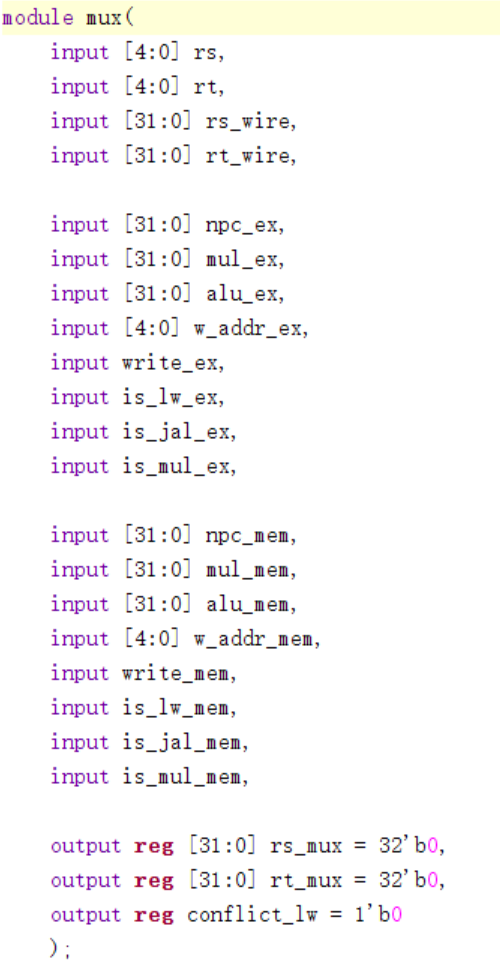 module mux(
input [4:0] rs,
input [4:0] rt,
input [31:0] rs_wire,
input [31:0] rt_wire,
input [31:0] npc_ex,
input [31:0] mul_ex,
input [31:0] alu_ex,
input [4:0] w_addr_ex,
input write_ex,
input is_lw_ex,
input is_jal_ex,
input is_mul_ex,
input [31:0] npc_mem,
input [31:0] mul_mem,
input [31:0] alu_mem,
input [4:0] w_addr_mem,
input write_mem,
input is_lw_mem,
input is_jal_mem,
input is_mul_mem,
output reg [31:0] rs_mux = 32'b0,
output reg [31:0] rt_mux = 32'b0,
output reg conflict_lw = 1'b0
);